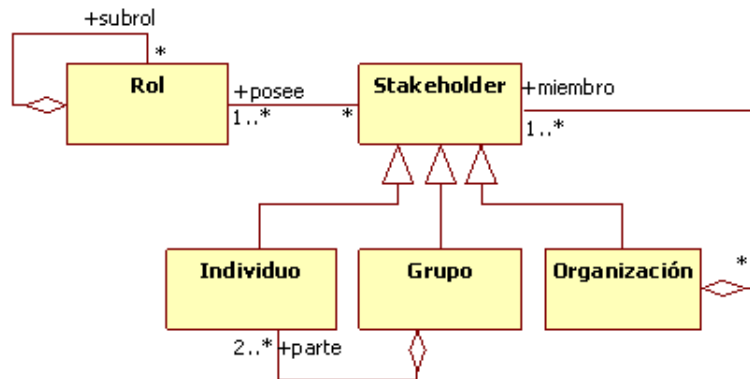 +subrol
*
Rol
+posee
1..*
*
Stakeholder
+miembro
1..*
Individuo
Grupo
Organización
*
2..* +parte